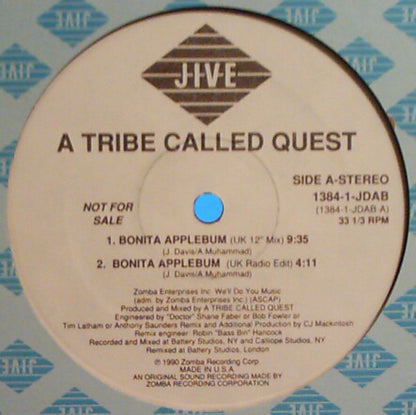 JIVE
A TRIBE CALLED QUEST
SIDE A-STEREO
1384-1-JDAB
(1384-1-JDAB-A)
33 1/3 RPM
NOT FOR
SALE
1. BONITA APPLEBUM (UK 12" Mix) 9:35
(J. Davis/A.Muhammad)
2. BONITA APPLEBUM (UK Radio Edit) 4:11
(J. Davis/A.Muhammad)
Zomba Enterprises Inc. We'll Do You Music
(adm. by Zomba Enterprises Inc.) (ASCAP)
Produced and Mixed by A TRIBE CALLED QUEST
Engineered by "Doctor" Shane Faber or Bob Fowler or
Tim Latham or Anthony Saunders Remix and Additional Production by CJ Mackintosh
Remix engineer: Robin "Bass Bin" Hancock
Recorded and Mixed at Battery Studios, NY and Calliope Studios, NY
Remixed at Battery Studios, London
℗ 1990 Zomba Recording Corp.
MADE IN U.S.A.
AN ORIGINAL SOUND RECORDING MADE BY
ZOMBA RECORDING CORPORATION